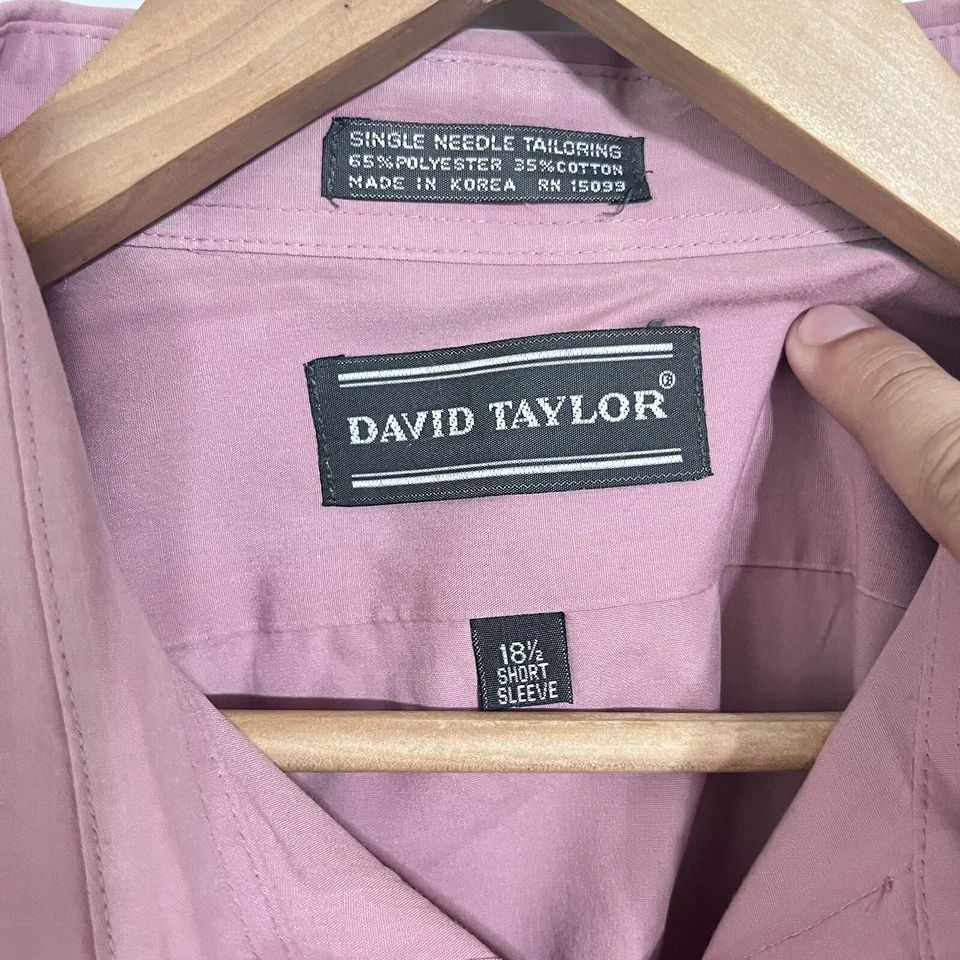 SINGLE NEEDLE TAILORING
65%POLYESTER 35%COTTON
MADE IN KOREA RN 15099
DAVID TAYLOR®
18½
SHORT
SLEEVE